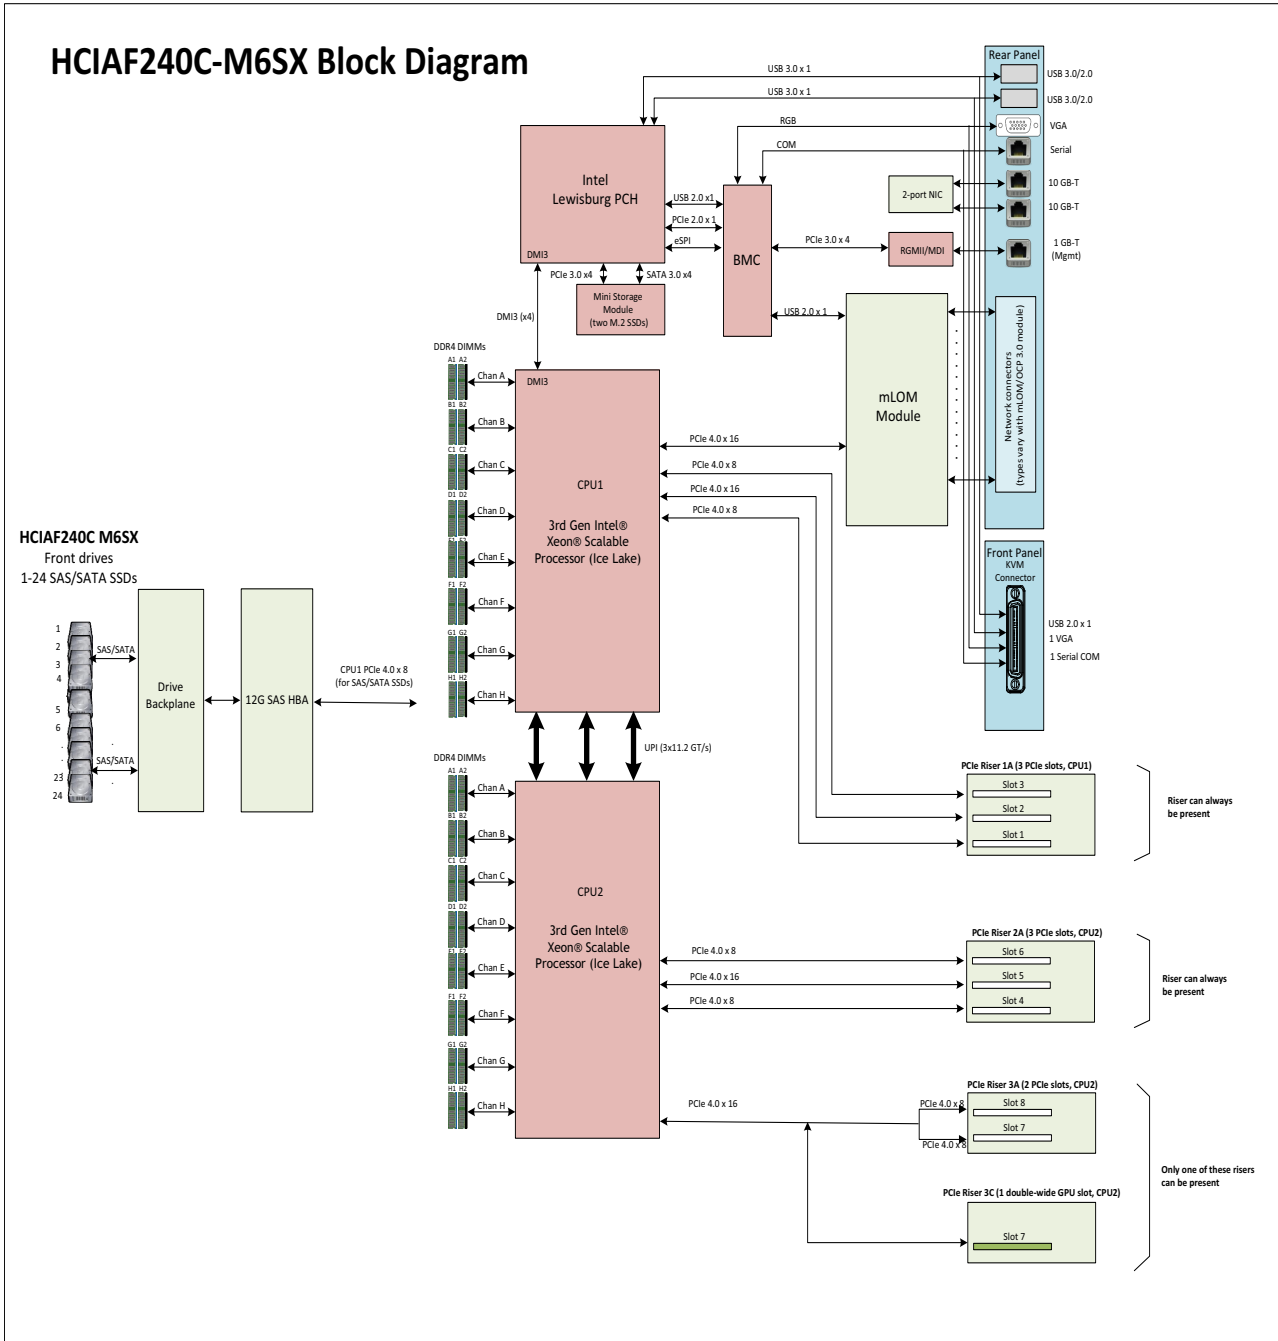 HCIAF240C-M6SX Block Diagram
Rear Panel
USB 3.0 x 1
USB 3.0/2.0
USB 3.0 x 1
USB 3.0/2.0
RGB
VGA
COM
Serial
Intel
Lewisburg PCH
DMI3
USB 2.0 x1
PCIe 2.0 x 1
eSPI
BMC
2-port NIC
10 GB-T
10 GB-T
PCIe 3.0 x 4
RGMII/MDI
1 GB-T
(Mgmt)
PCIe 3.0 x4
SATA 3.0 x4
Mini Storage
Module
(two M.2 SSDs)
USB 2.0 x 1
DMI3 (x4)
mLOM
Module
Network connectors
(types vary with mLOM/OCP 3.0 module)
DDR4 DIMMs
A1 A2
Chan A
B1 B2
Chan B
C1 C2
Chan C
D1 D2
Chan D
Chan E
F1 F2
Chan F
G1 G2
Chan G
H1 H2
Chan H
DMI3
CPU1
3rd Gen Intel®
Xeon® Scalable
Processor (Ice Lake)
PCIe 4.0 x 16
PCIe 4.0 x 8
PCIe 4.0 x 16
PCIe 4.0 x 8
Front Panel
KVM
Connector
USB 2.0 x 1
1 VGA
1 Serial COM
HCIAF240C M6SX
Front drives
1-24 SAS/SATA SSDs
1
2
3
4
5
6
.
.
23
24
SAS/SATA
SAS/SATA
Drive
Backplane
12G SAS HBA
CPU1 PCIe 4.0 x 8
(for SAS/SATA SSDs)
UPI (3x11.2 GT/s)
DDR4 DIMMs
A1 A2
Chan A
B1 B2
Chan B
C1 C2
Chan C
D1 D2
Chan D
Chan E
F1 F2
Chan F
G1 G2
Chan G
H1 H2
Chan H
CPU2
3rd Gen Intel®
Xeon® Scalable
Processor (Ice Lake)
PCIe Riser 1A (3 PCIe slots, CPU1)
Slot 3
Slot 2
Slot 1
Riser can always
be present
PCIe 4.0 x 8
PCIe 4.0 x 16
PCIe 4.0 x 8
PCIe Riser 2A (3 PCIe slots, CPU2)
Slot 6
Slot 5
Slot 4
Riser can always
be present
PCIe 4.0 x 16
PCIe 4.0 x 8
PCIe 4.0 x 8
PCIe Riser 3A (2 PCIe slots, CPU2)
Slot 8
Slot 7
PCIe Riser 3C (1 double-wide GPU slot, CPU2)
Slot 7
Only one of these risers
can be present